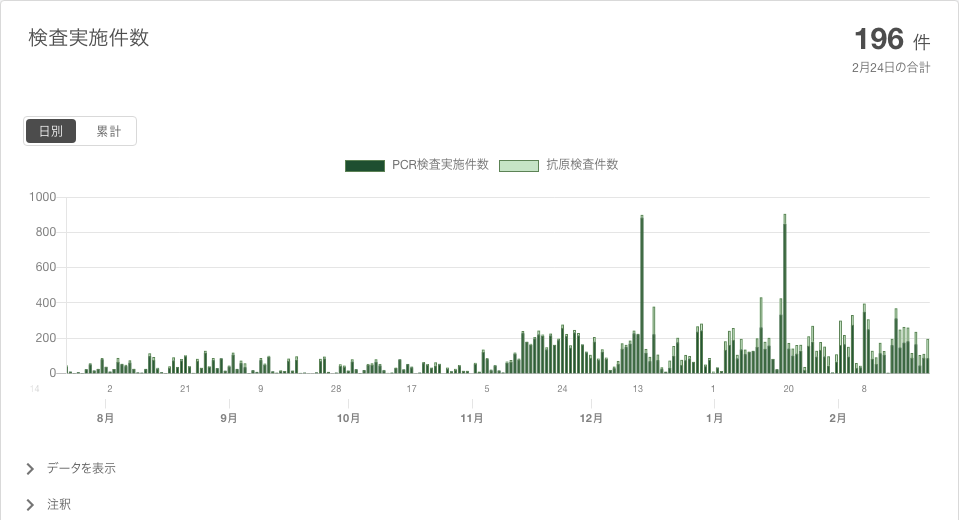 検査実施件数
196 件
2月24日の合計
日別 累計
PCR検査実施件数 抗原検査件数
1000
800
600
400
200
0
14 2 21 9 28 17 5 24 13 1 20 8
8月 9月 10月 11月 12月 1月 2月
データを表示
注釈